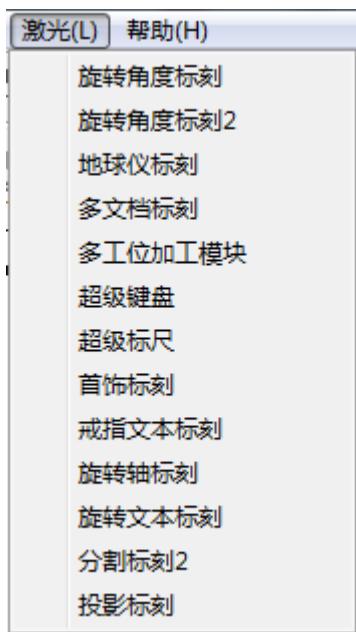 激光(L) 帮助(H)
旋转角度标刻
旋转角度标刻2
地球仪标刻
多文档标刻
多工位加工模块
超级键盘
超级标尺
首饰标刻
戒指文本标刻
旋转轴标刻
旋转文本标刻
分割标刻2
投影标刻